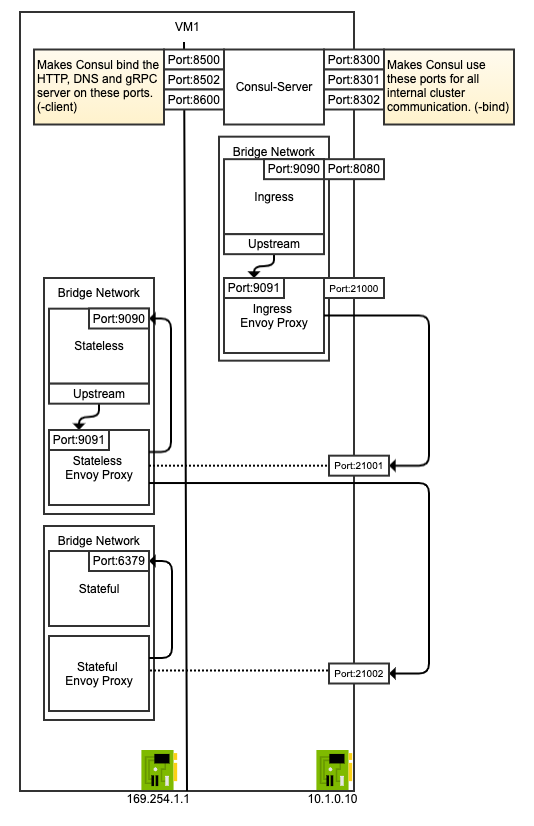 VM1
Makes Consul bind the
HTTP, DNS and gRPC
server on these ports.
(-client)
Port:8500
Port:8502
Port:8600
Consul-Server
Port:8300
Port:8301
Port:8302
Makes Consul use
these ports for all
internal cluster
communication. (-bind)
Bridge Network
Port:9090
Port:8080
Ingress
Upstream
Port:9091
Port:21000
Ingress
Envoy Proxy
Bridge Network
Port:9090
Stateless
Upstream
Port:9091
Stateless
Envoy Proxy
Port:21001
Bridge Network
Port:6379
Stateful
Stateful
Envoy Proxy
Port:21002
169.254.1.1
10.1.0.10